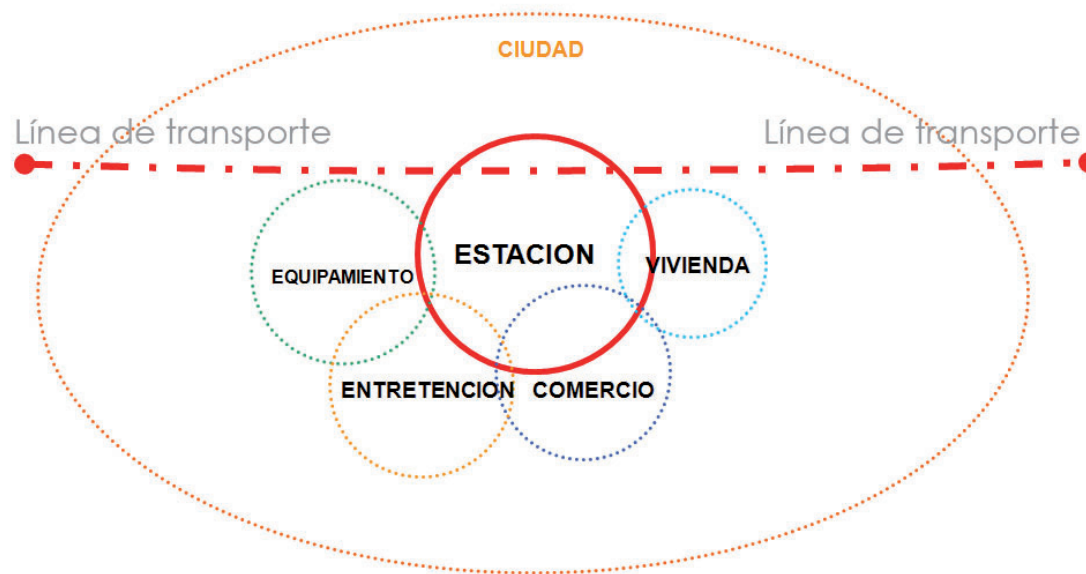 CIUDAD
Línea de transporte
Línea de transporte
ESTACION
VIVIENDA
EQUIPAMIENTO
ENTRETENCION
COMERCIO